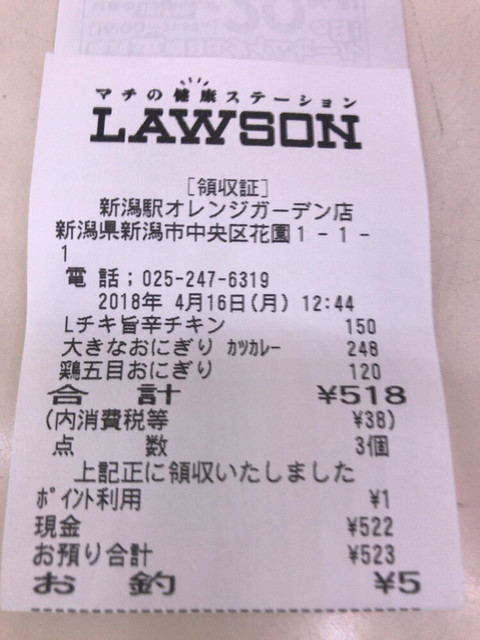 マチの健康ステーション
LAWSON
[領収証]
新潟駅オレンジガーデン店
新潟県新潟市中央区花園1-1-
1
電話;025-247-6319
2018年 4月16日(月) 12:44
Lチキ旨辛チキン 150
大きなおにぎり カツカレー 248
鶏五目おにぎり 120
合計 ¥518
(内消費税等 ¥38)
点数 3個
上記正に領収いたしました
ポイント利用 ¥1
現金 ¥522
お預り合計 ¥523
お釣 ¥5